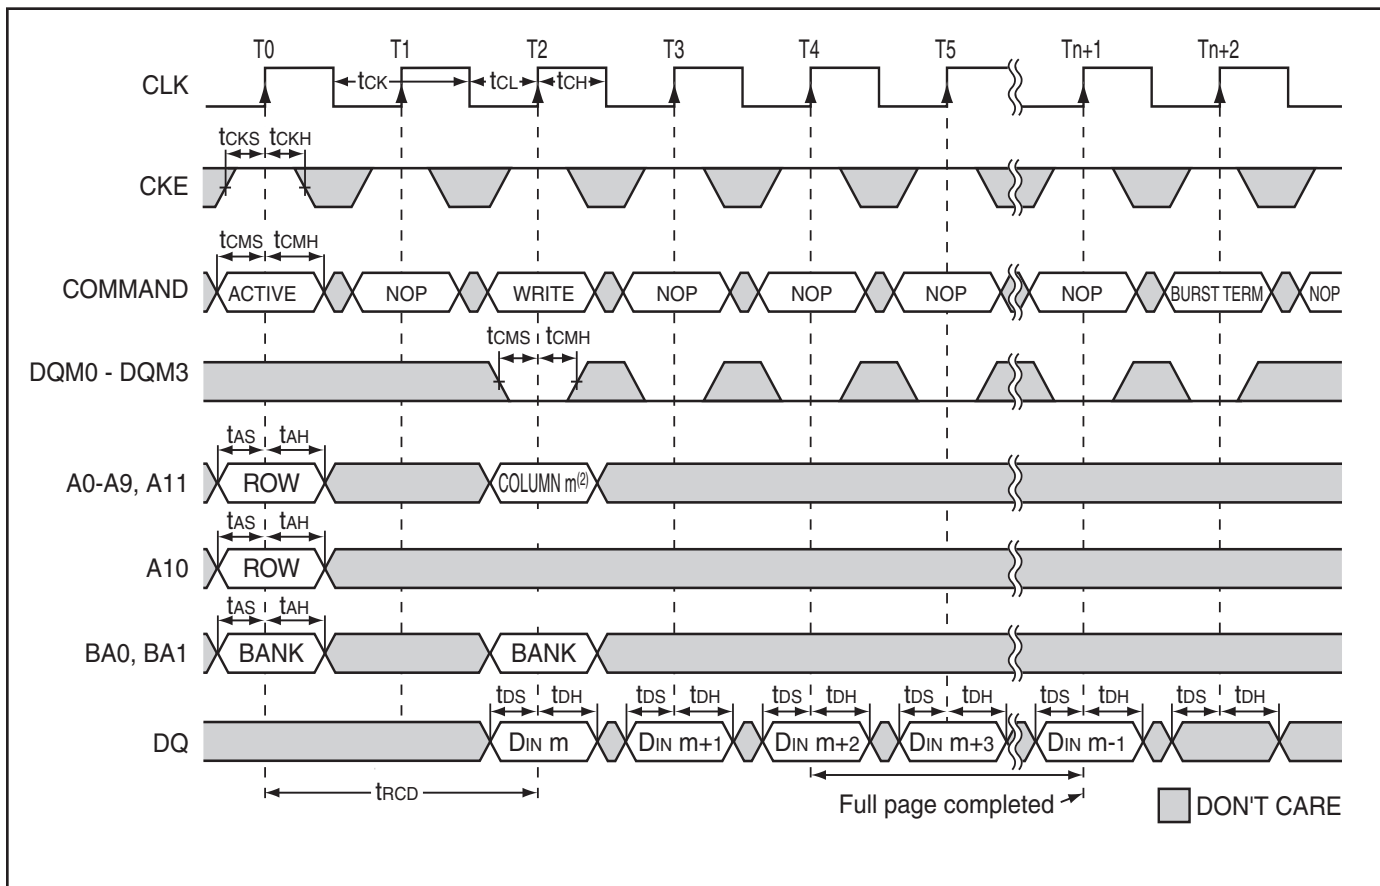 T0 T1 T2 T3 T4 T5 Tn+1 Tn+2
CLK tCK tCL tCH
tCKS tCKH
CKE
tCMS tCMH
COMMAND ACTIVE NOP WRITE NOP NOP NOP NOP BURST TERM NOP
tCMS tCMH
DQM0 - DQM3
tAS tAH
A0-A9, A11 ROW COLUMN m(2)
tAS tAH
A10 ROW
tAS tAH
BA0, BA1 BANK BANK
tDS tDH tDS tDH tDS tDH tDS tDH tDS tDH tDS tDH
DQ DIN m DIN m+1 DIN m+2 DIN m+3 DIN m-1
tRCD
Full page completed
DON'T CARE